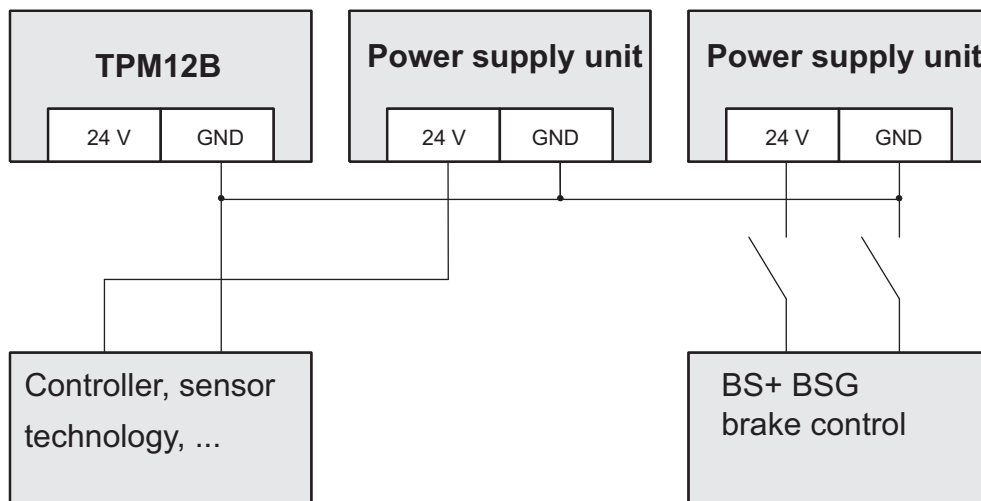 TPM12B
24 V
GND
Power supply unit
24 V
GND
Power supply unit
24 V
GND
Controller, sensor
technology, ...
BS+ BSG
brake control